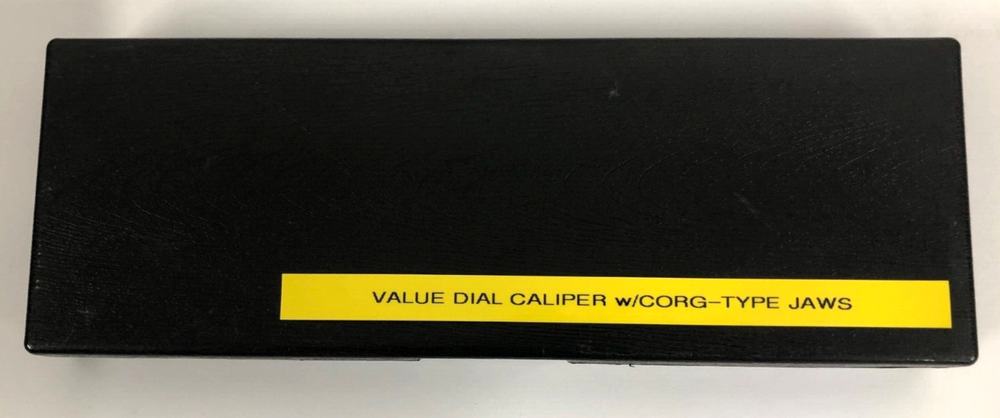 VALUE DIAL CALIPER w/CORG-TYPE JAWS